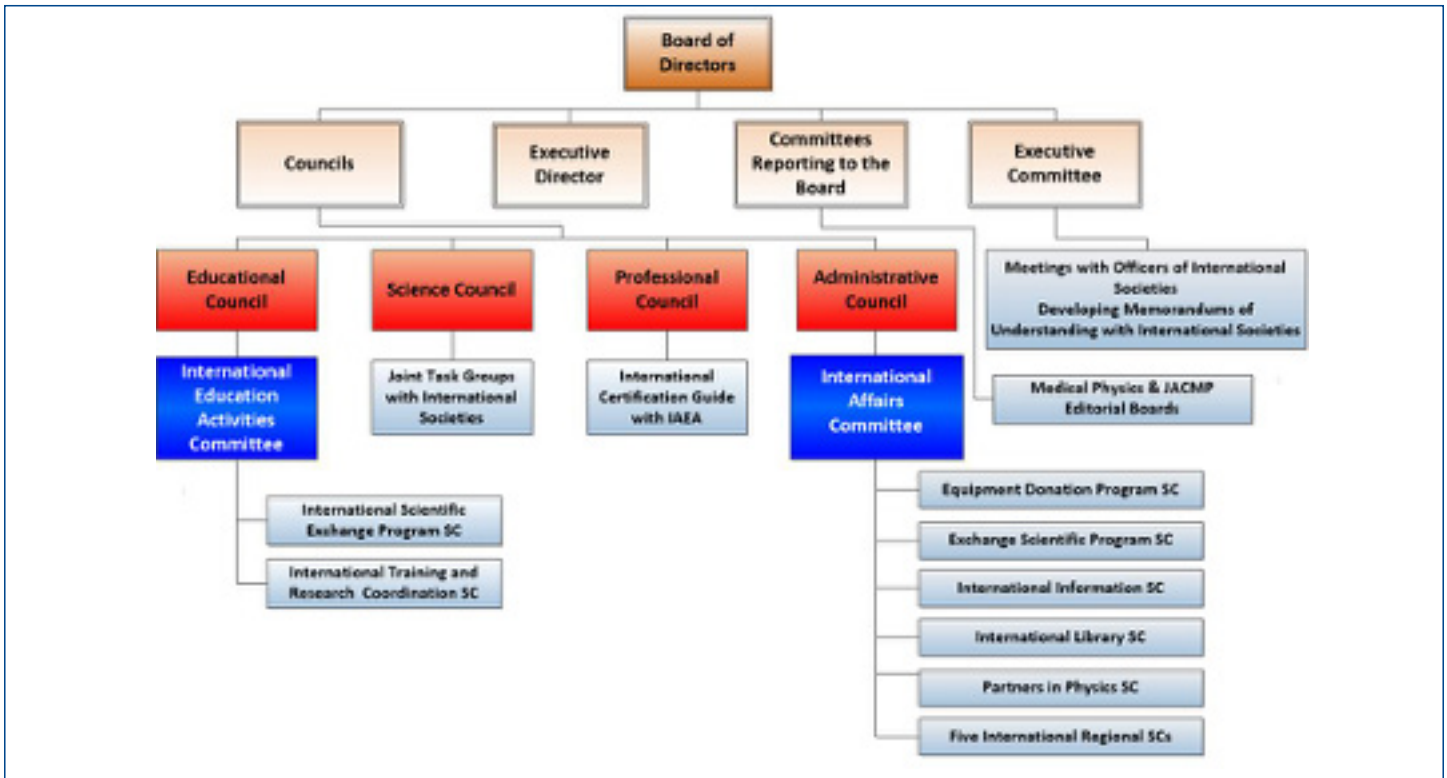 Board of
Directors
Councils
Executive
Director
Committees
Reporting to the
Board
Executive
Committee
Educational
Council
Science Council
Professional
Council
Administrative
Council
Meetings with Officers of International
Societies
Developing Memorandums of
Understanding with International Societies
International
Education
Activities
Committee
Joint Task Groups
with International
Societies
International
Certification Guide
with IAEA
International
Affairs
Committee
Medical Physics & JACMP
Editorial Boards
International Scientific
Exchange Program SC
International Training and
Research Coordination SC
Equipment Donation Program SC
Exchange Scientific Program SC
International Information SC
International Library SC
Partners in Physics SC
Five International Regional SCs